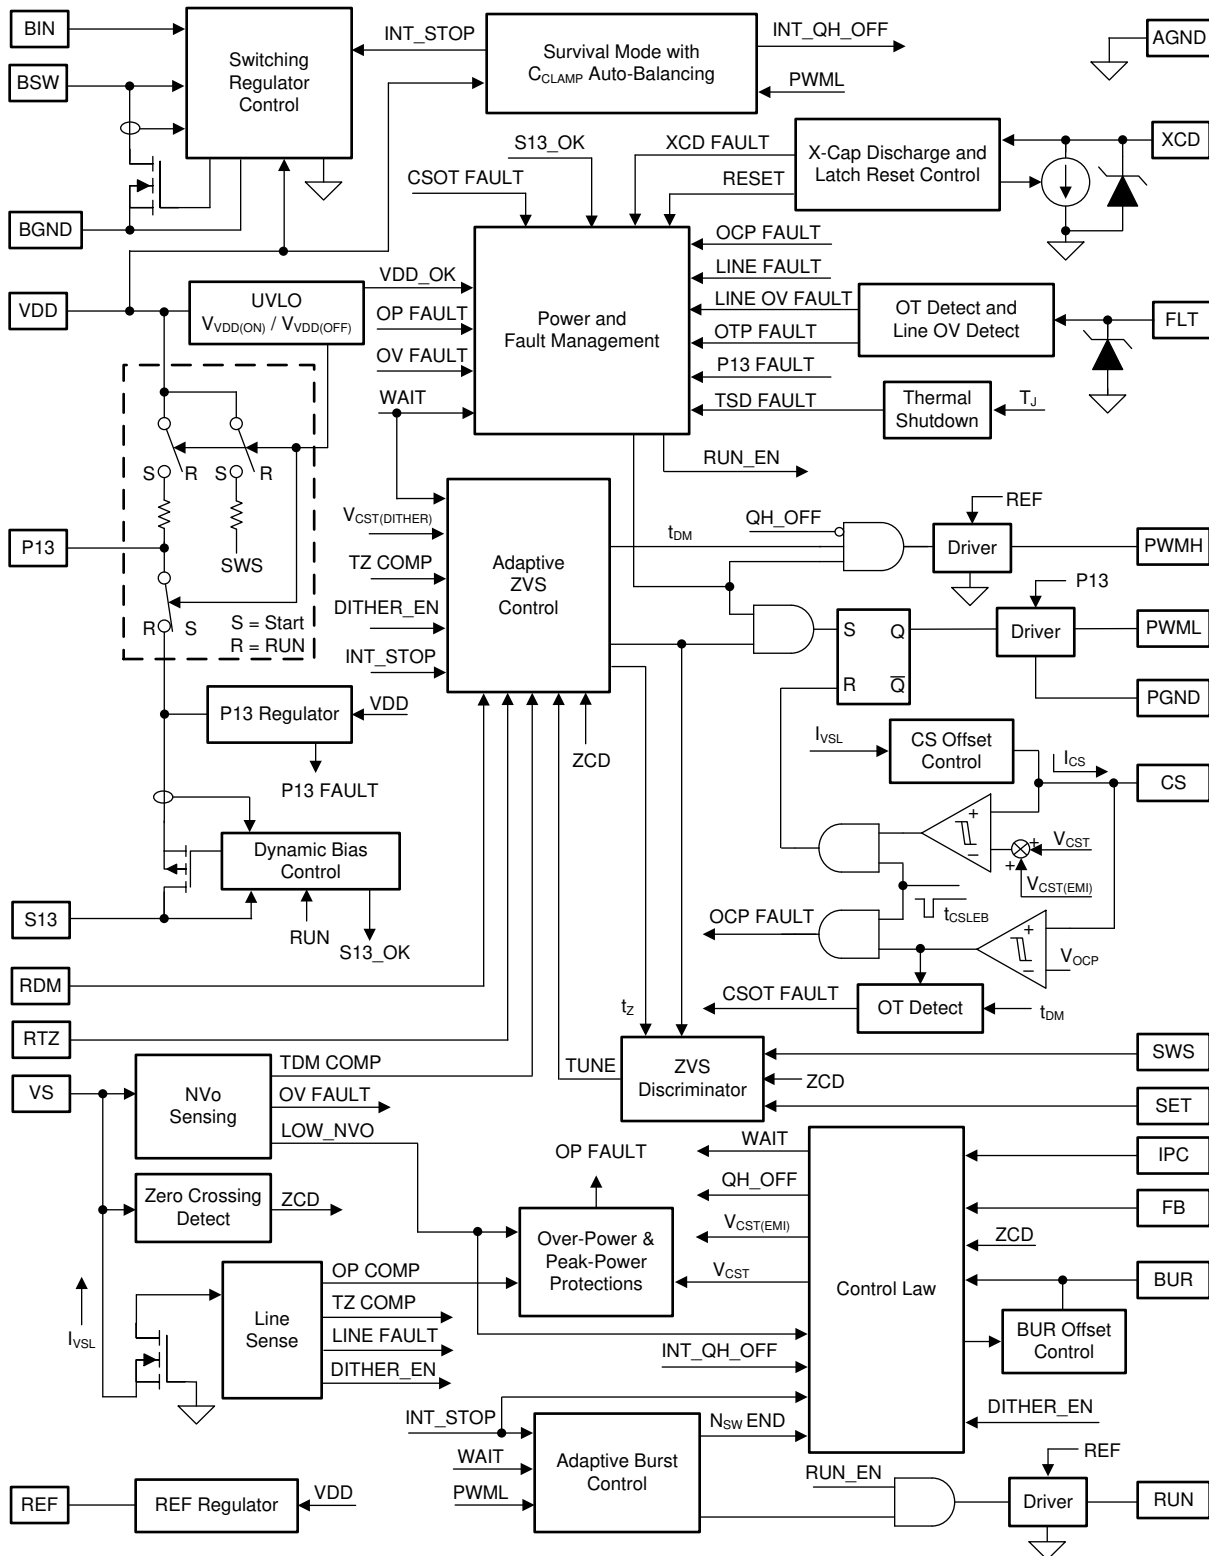 BIN
BSW
BGND
VDD
P13
S13
RDM
RTZ
VS
REF
Switching
Regulator
Control
INT_STOP
Survival Mode with
CCLAMP Auto-Balancing
INT_QH_OFF
PWML
AGND
S13_OK
CSOT FAULT
XCD FAULT
RESET
X-Cap Discharge and
Latch Reset Control
XCD
UVLO
VVDD(ON) / VVDD(OFF)
VDD_OK
OP FAULT
OV FAULT
WAIT
Power and
Fault Management
OCP FAULT
LINE FAULT
LINE OV FAULT
OTP FAULT
P13 FAULT
TSD FAULT
OT Detect and
Line OV Detect
FLT
Thermal
Shutdown
TJ
RUN_EN
S
R
S
R
SWS
R
S
S = Start
R = RUN
VCST(DITHER)
TZ COMP
DITHER_EN
INT_STOP
Adaptive
ZVS
Control
tDM
QH_OFF
REF
Driver
PWMH
P13
S
Q
R
Q
Driver
PWML
PGND
P13 Regulator
VDD
P13 FAULT
ZCD
IVSL
CS Offset
Control
ICS
CS
+
−
+
+
VCST
VCST(EMI)
Dynamic Bias
Control
RUN
S13_OK
OCP FAULT
tCSLEB
+
−
VOCP
CSOT FAULT
OT Detect
tDM
tZ
TUNE
ZVS
Discriminator
SWS
ZCD
SET
NVo
Sensing
TDM COMP
OV FAULT
LOW_NVO
Zero Crossing
Detect
ZCD
OP FAULT
Over-Power &
Peak-Power
Protections
WAIT
QH_OFF
VCST(EMI)
VCST
Control Law
IPC
FB
ZCD
BUR
BUR Offset
Control
DITHER_EN
IVSL
Line
Sense
OP COMP
TZ COMP
LINE FAULT
DITHER_EN
INT_QH_OFF
INT_STOP
WAIT
PWML
Adaptive Burst
Control
NSW END
RUN_EN
REF
Driver
RUN
REF Regulator
VDD